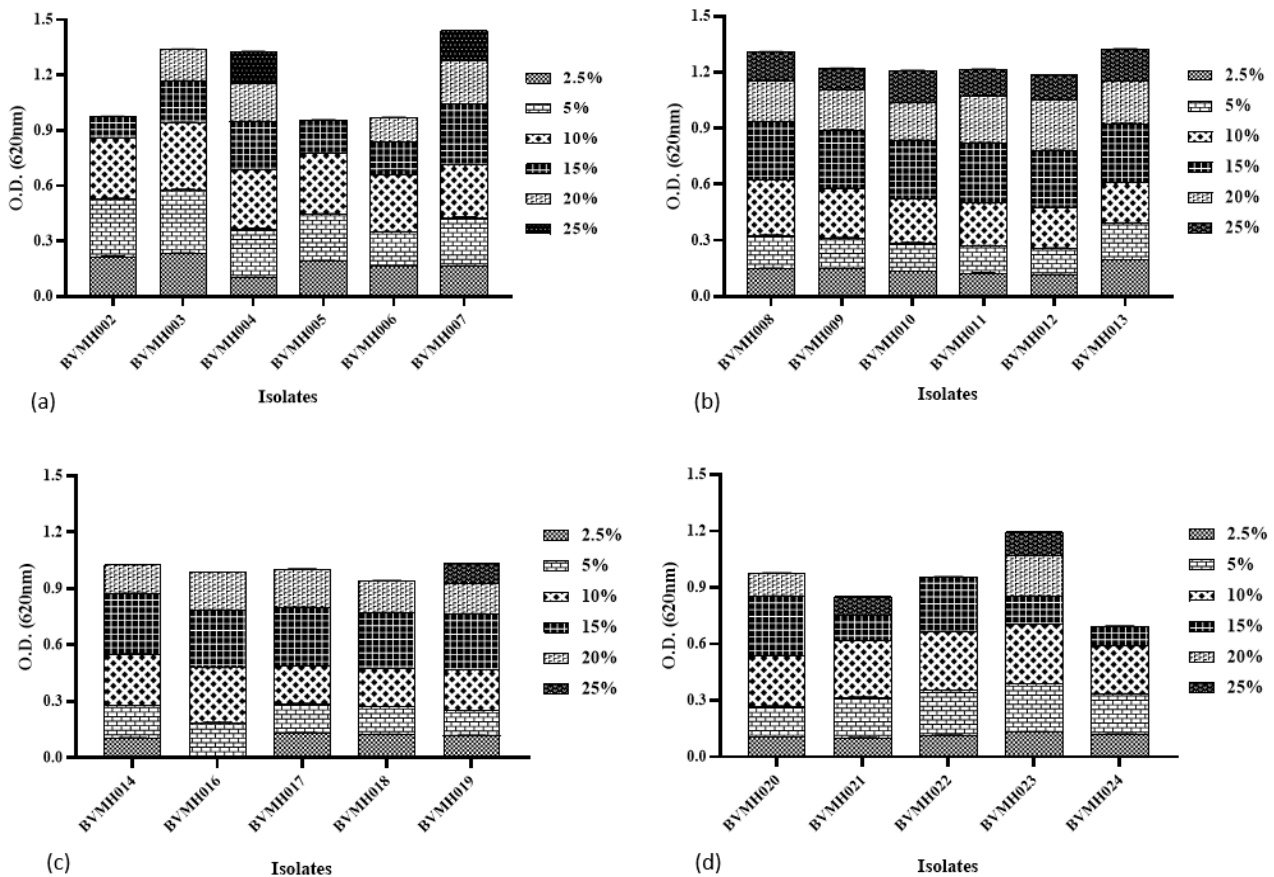 1.5
1.2
0.9
0.6
0.3
0.0
O.D. (620nm)
BVMH002
BVMH003
BVMH004
BVMH005
BVMH006
BVMH007
Isolates
2.5%
5%
10%
15%
20%
25%
(a)
1.5
1.2
0.9
0.6
0.3
0.0
O.D. (620nm)
BVMH008
BVMH009
BVMH010
BVMH011
BVMH012
BVMH013
Isolates
2.5%
5%
10%
15%
20%
25%
(b)
1.5
1.2
0.9
0.6
0.3
0.0
O.D. (620nm)
BVMH014
BVMH016
BVMH017
BVMH018
BVMH019
Isolates
2.5%
5%
10%
15%
20%
25%
(c)
1.5
1.2
0.9
0.6
0.3
0.0
O.D. (620nm)
BVMH020
BVMH021
BVMH022
BVMH023
BVMH024
Isolates
2.5%
5%
10%
15%
20%
25%
(d)